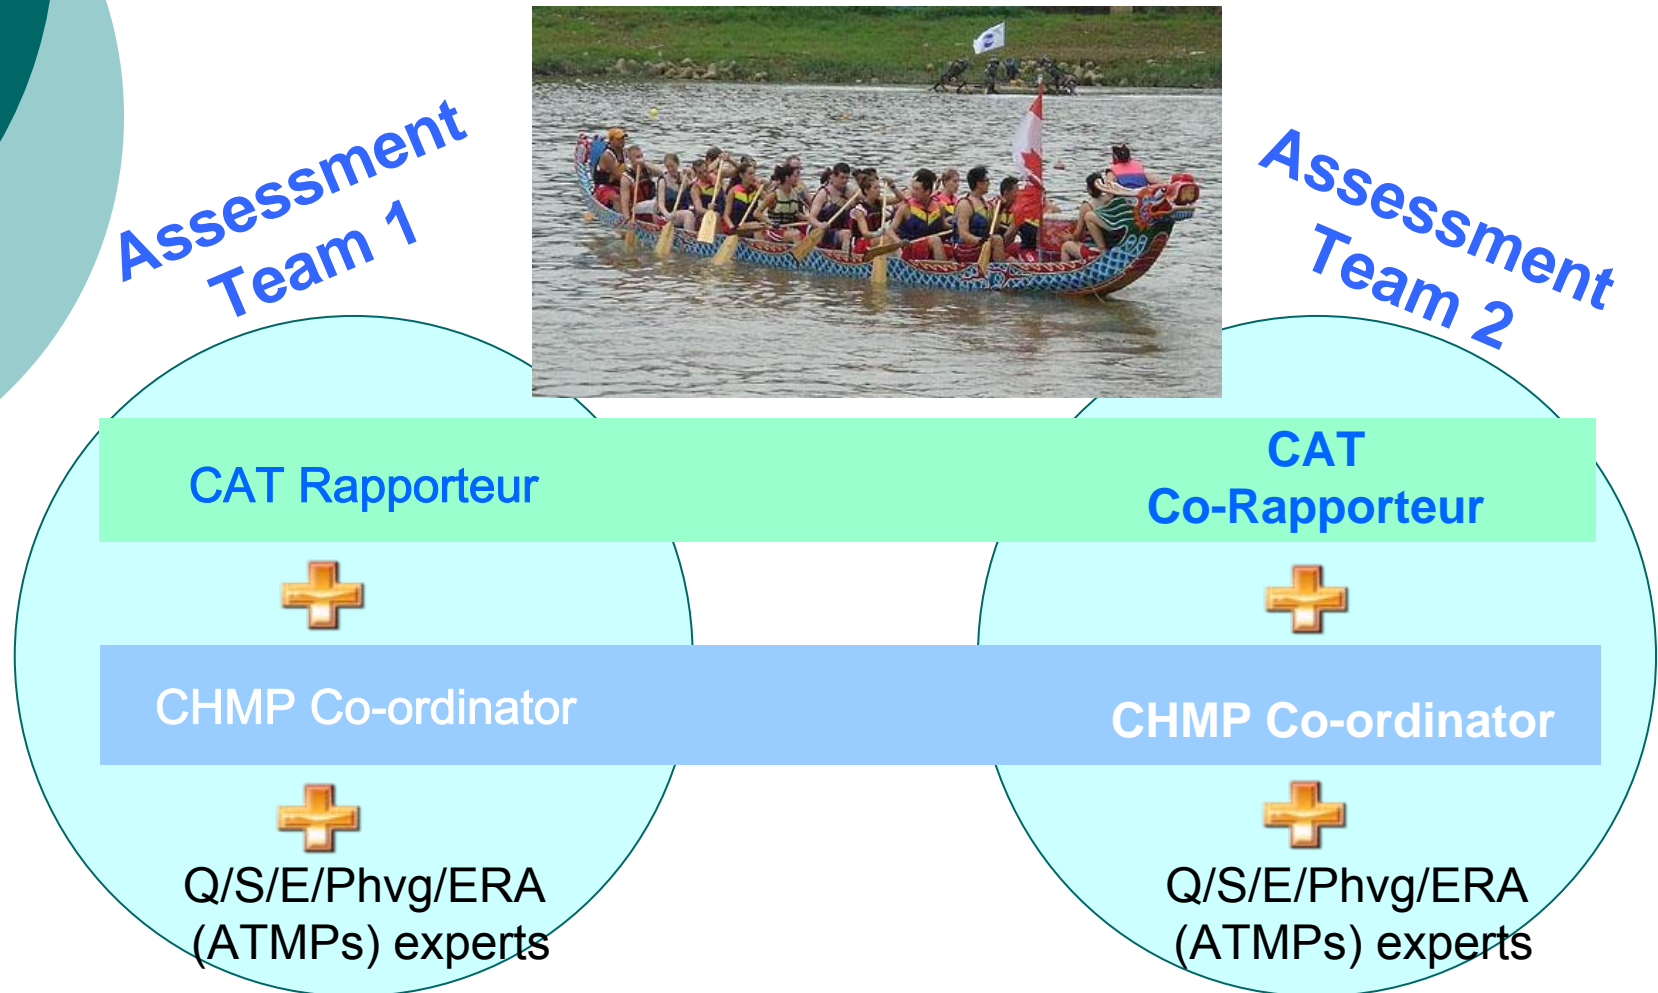 Assessment
Team 1
Assessment
Team 2
CAT Rapporteur
CAT
Co-Rapporteur
CHMP Co-ordinator
CHMP Co-ordinator
Q/S/E/Phvg/ERA
(ATMPs) experts
Q/S/E/Phvg/ERA
(ATMPs) experts